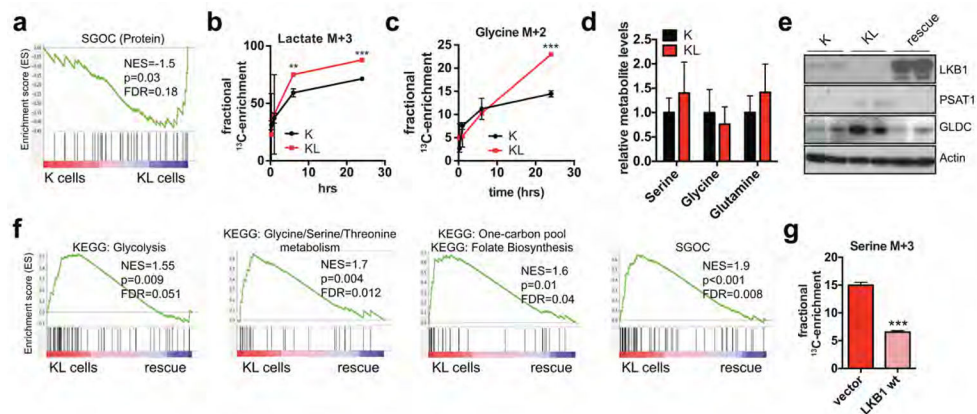 a
SGOC (Protein)
Enrichment score (ES)
NES=-1.5
p=0.03
FDR=0.18
K cells
KL cells
b
Lactate M+3
fractional
¹³C-enrichment
100
50
0
**
***
K
KL
0
10
20
30
hrs
c
Glycine M+2
fractional
¹³C-enrichment
25
20
15
10
5
0
***
K
KL
0
10
20
30
time (hrs)
d
relative metabolite levels
2.5
2.0
1.5
1.0
0.5
0.0
K
KL
Serine
Glycine
Glutamine
e
K
KL
rescue
LKB1
PSAT1
GLDC
Actin
f
Enrichment score (ES)
KEGG: Glycolysis
NES=1.55
p=0.009
FDR=0.051
KL cells
rescue
KEGG: Glycine/Serine/Threonine
metabolism
NES=1.7
p=0.004
FDR=0.012
KL cells
rescue
KEGG: One-carbon pool
KEGG: Folate Biosynthesis
NES=1.6
p=0.01
FDR=0.04
KL cells
rescue
SGOC
NES=1.9
p<0.001
FDR=0.008
KL cells
rescue
g
Serine M+3
fractional
¹³C-enrichment
20
15
10
5
0
***
vector
LKB1 wt